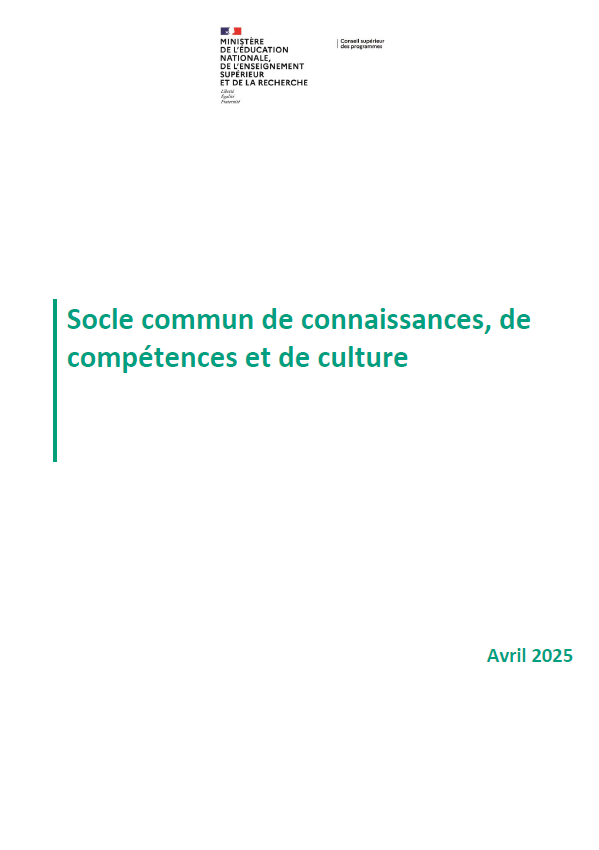 MINISTÈRE
DE L'ÉDUCATION
NATIONALE,
DE L'ENSEIGNEMENT
SUPÉRIEUR
ET DE LA RECHERCHE
Liberté
Égalité
Fraternité
Conseil supérieur
des programmes
Socle commun de connaissances, de
compétences et de culture
Avril 2025